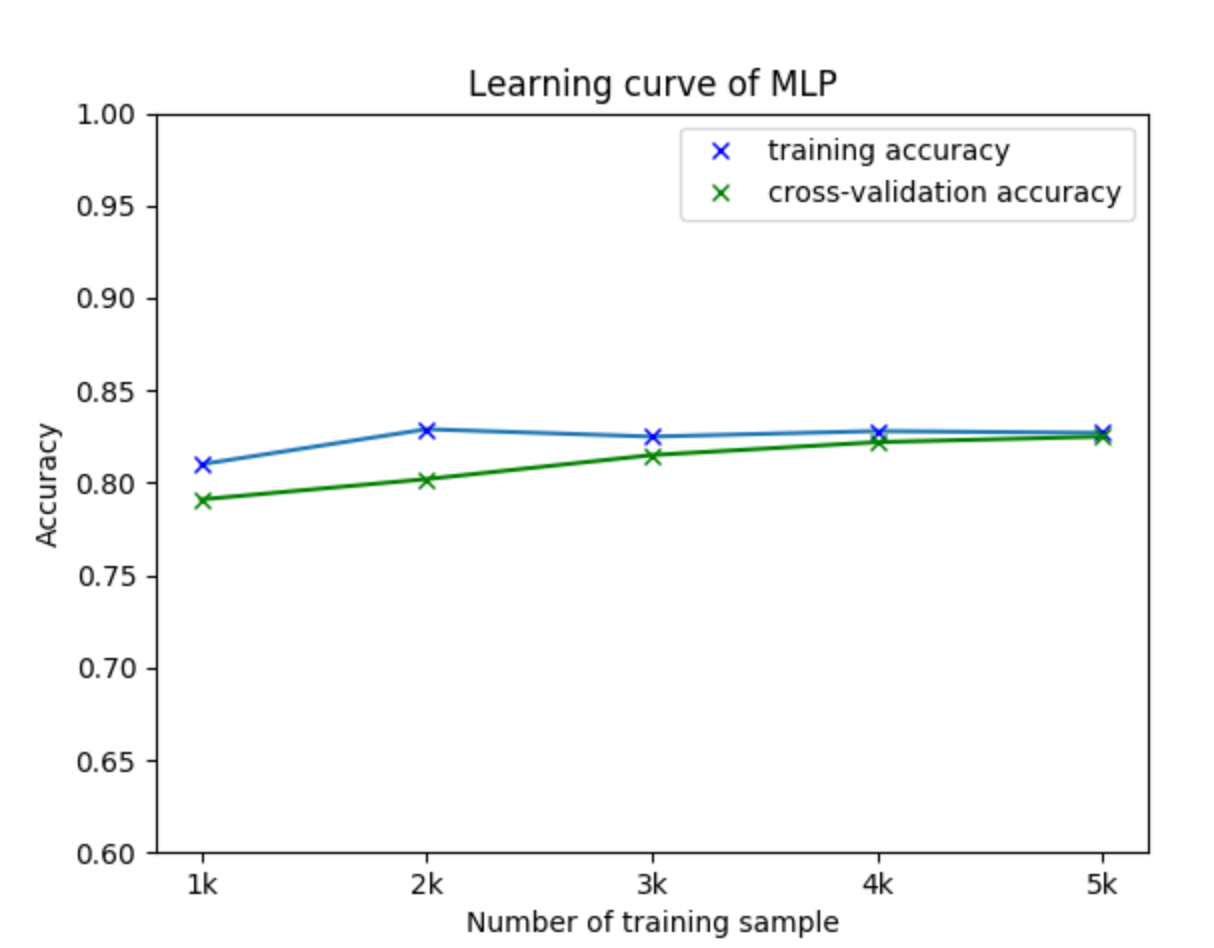 Learning curve of MLP
1.00
0.95
0.90
0.85
0.80
0.75
0.70
0.65
0.60
Accuracy
training accuracy
cross-validation accuracy
1k 2k 3k 4k 5k
Number of training sample